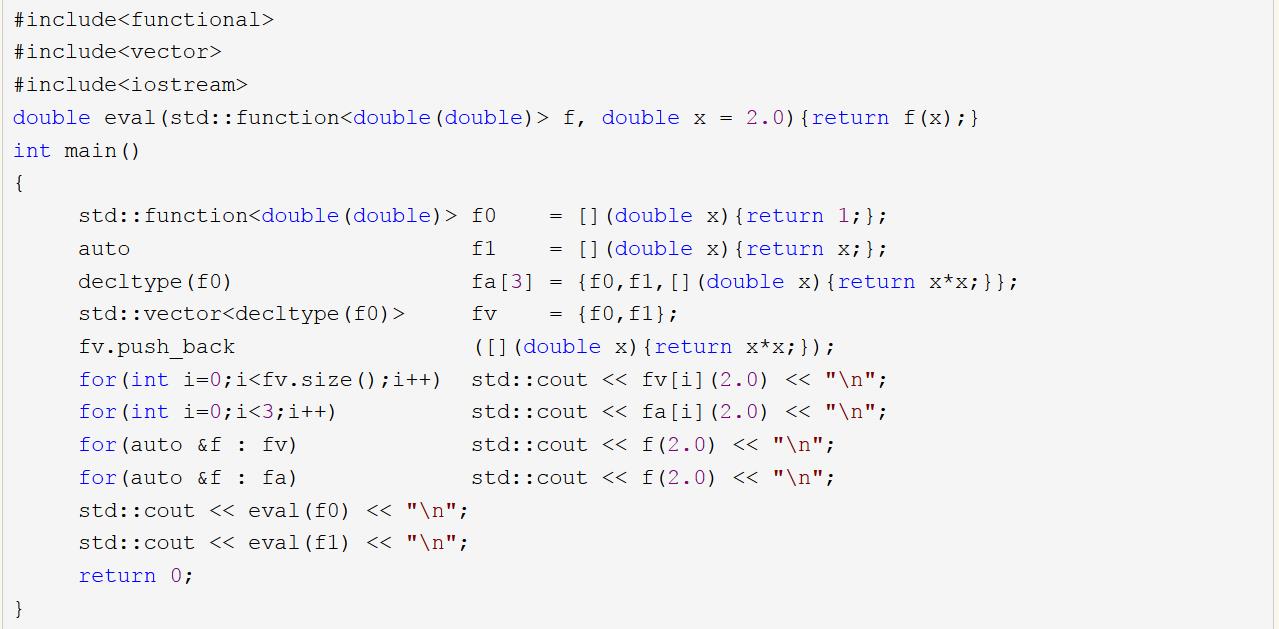 #include<functional>
#include<vector>
#include<iostream>
double eval(std::function<double(double)> f, double x = 2.0){return f(x);}
int main()
{
     std::function<double(double)> f0    = [](double x){return 1;};
     auto                          f1    = [](double x){return x;};
     decltype(f0)                  fa[3] = {f0,f1,[](double x){return x*x;}};
     std::vector<decltype(f0)>     fv    = {f0,f1};
     fv.push_back                  ([](double x){return x*x;});
     for(int i=0;i<fv.size();i++)  std::cout << fv[i](2.0) << "\n";
     for(int i=0;i<3;i++)          std::cout << fa[i](2.0) << "\n";
     for(auto &f : fv)             std::cout << f(2.0) << "\n";
     for(auto &f : fa)             std::cout << f(2.0) << "\n";
     std::cout << eval(f0) << "\n";
     std::cout << eval(f1) << "\n";
     return 0;
}